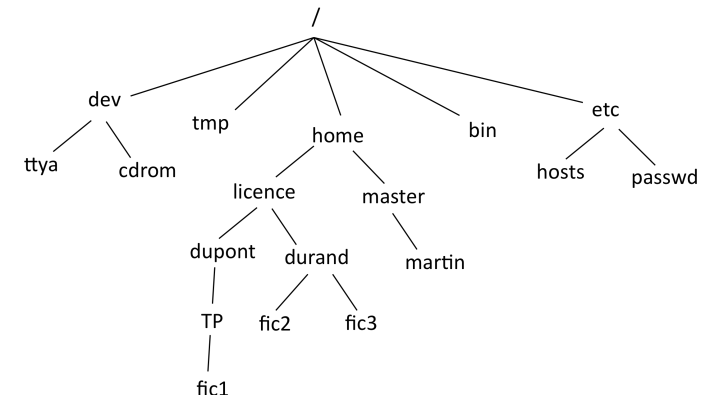 /
dev
tmp
home
bin
etc
ttya
cdrom
licence
master
hosts
passwd
dupont
durand
martin
TP
fic2
fic3
fic1